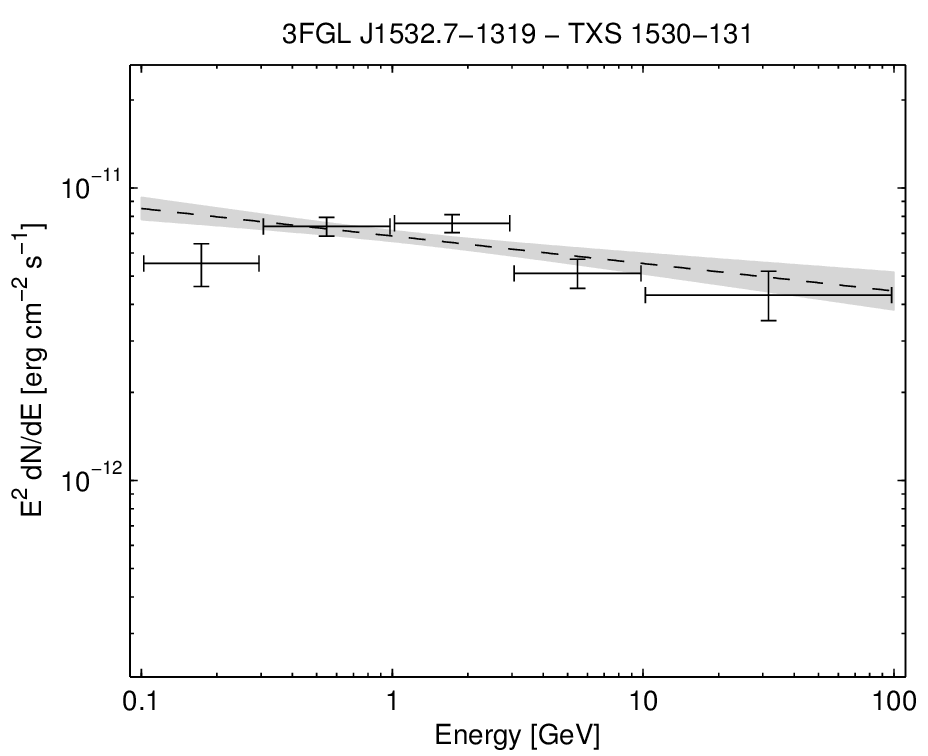 3FGL J1532.7−1319 − TXS 1530−131
E² dN/dE [erg cm⁻² s⁻¹]
10⁻¹¹
10⁻¹²
0.1 1 10 100
Energy [GeV]